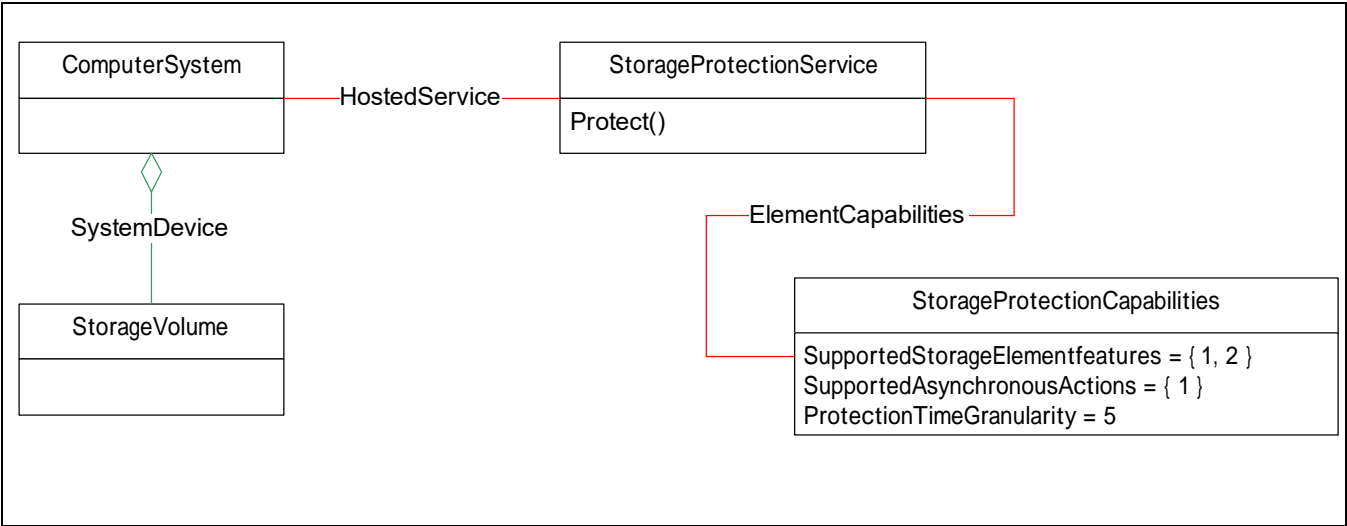 ComputerSystem
StorageProtectionService
HostedService
Protect()
ElementCapabilities
SystemDevice
StorageProtectionCapabilities
StorageVolume
SupportedStorageElementfeatures = { 1, 2 }
SupportedAsynchronousActions = { 1 }
ProtectionTimeGranularity = 5